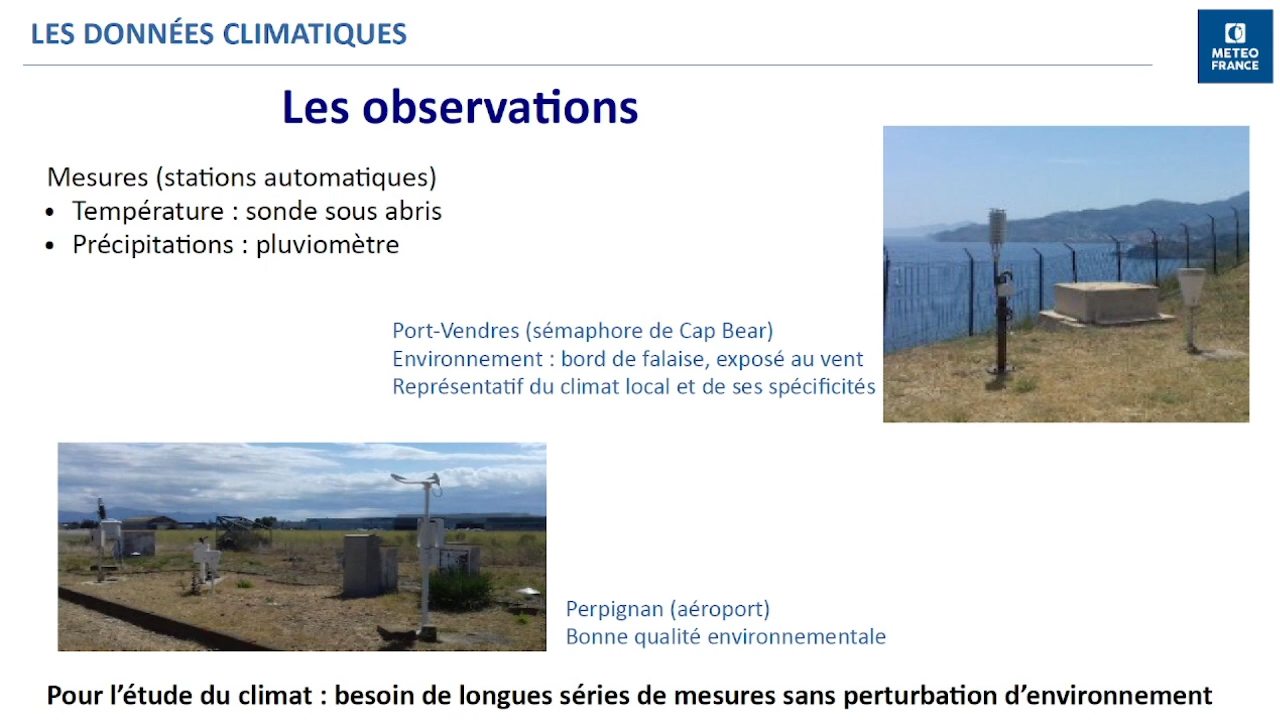 LES DONNÉES CLIMATIQUES
METEO
FRANCE
Les observations
Mesures (stations automatiques)
• Température : sonde sous abris
• Précipitations : pluviomètre
Port-Vendres (sémaphore de Cap Bear)
Environnement : bord de falaise, exposé au vent
Représentatif du climat local et de ses spécificités
Perpignan (aéroport)
Bonne qualité environnementale
Pour l’étude du climat : besoin de longues séries de mesures sans perturbation d’environnement